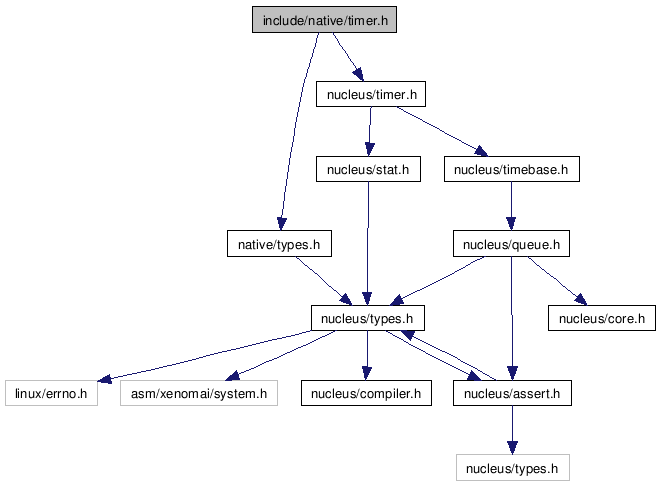 include/native/timer.h
nucleus/timer.h
nucleus/stat.h
nucleus/timebase.h
native/types.h
nucleus/queue.h
nucleus/types.h
nucleus/core.h
linux/errno.h
asm/xenomai/system.h
nucleus/compiler.h
nucleus/assert.h
nucleus/types.h